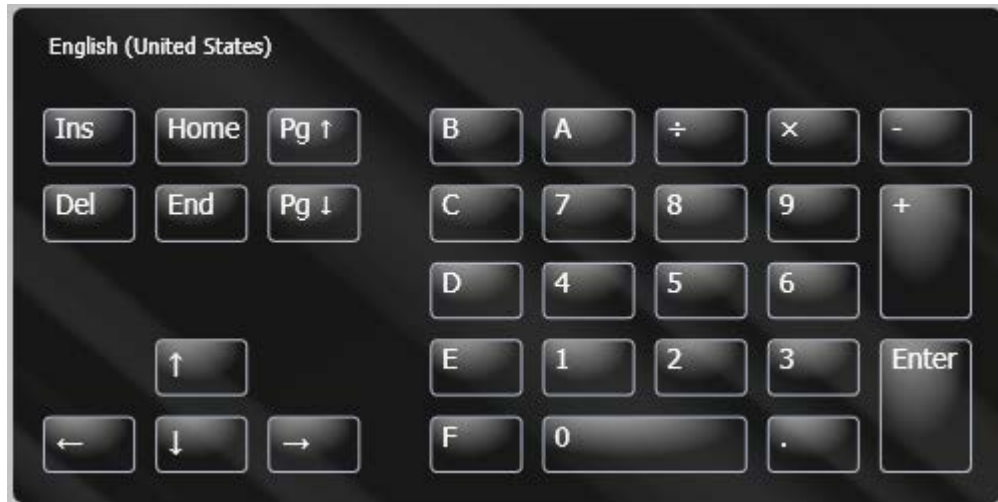 English (United States)
Ins Home Pg ↑ B A ÷ × -
Del End Pg ↓ C 7 8 9 +
D 4 5 6
↑ E 1 2 3 Enter
← ↓ → F 0 .